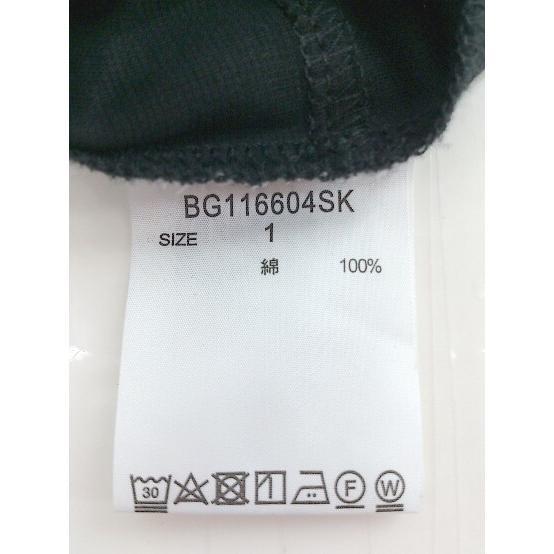 BG116604SK
SIZE 1
綿 100%
30 F W